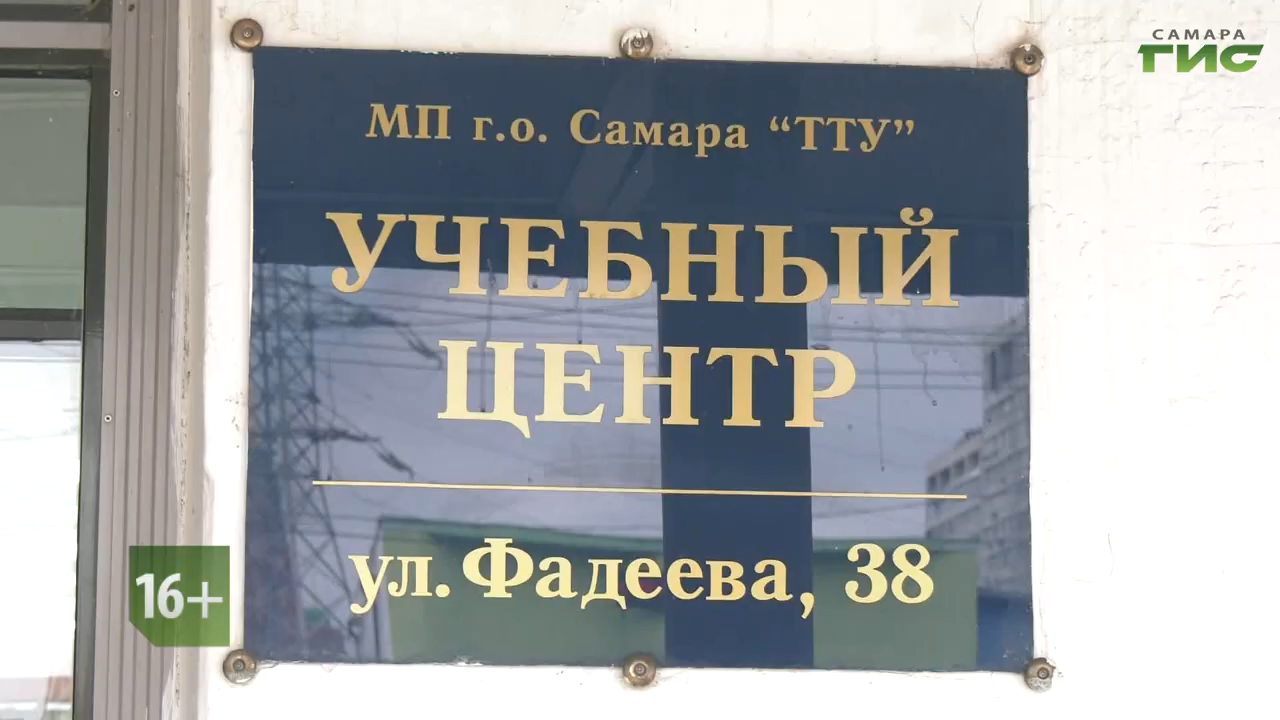 САМАРА
ГИС
МП г.о. Самара “ТТУ”
УЧЕБНЫЙ
ЦЕНТР
ул. Фадеева, 38
16+